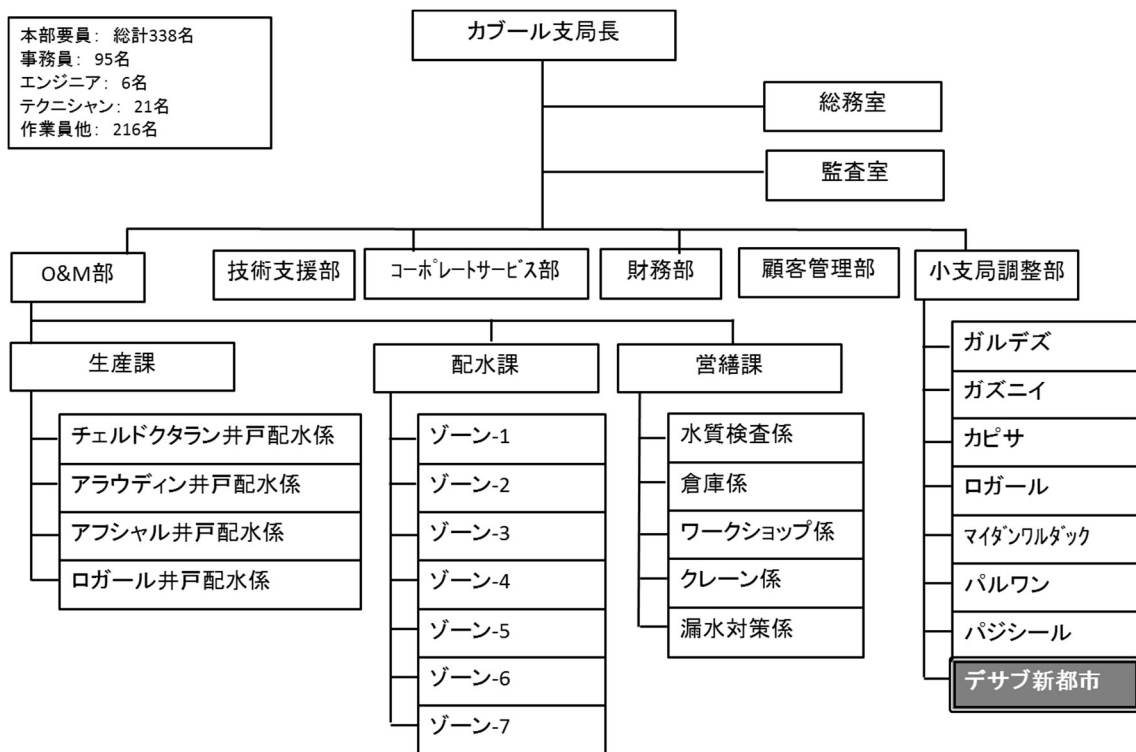 本部要員： 総計338名
事務員： 95名
エンジニア： 6名
テクニシャン： 21名
作業員他： 216名
カブール支局長
総務室
監査室
O&M部
技術支援部
ｺｰﾎﾟﾚｰﾄサービス部
財務部
顧客管理部
小支局調整部
生産課
チェルドクタラン井戸配水係
アラウディン井戸配水係
アフシャル井戸配水係
ロガール井戸配水係
配水課
ゾーン-1
ゾーン-2
ゾーン-3
ゾーン-4
ゾーン-5
ゾーン-6
ゾーン-7
営繕課
水質検査係
倉庫係
ワークショップ係
クレーン係
漏水対策係
ガルデズ
ガズニイ
カピサ
ロガール
ﾏｲﾀﾞﾝﾜﾙﾀﾞｯｸ
パルワン
パジシール
デサブ新都市